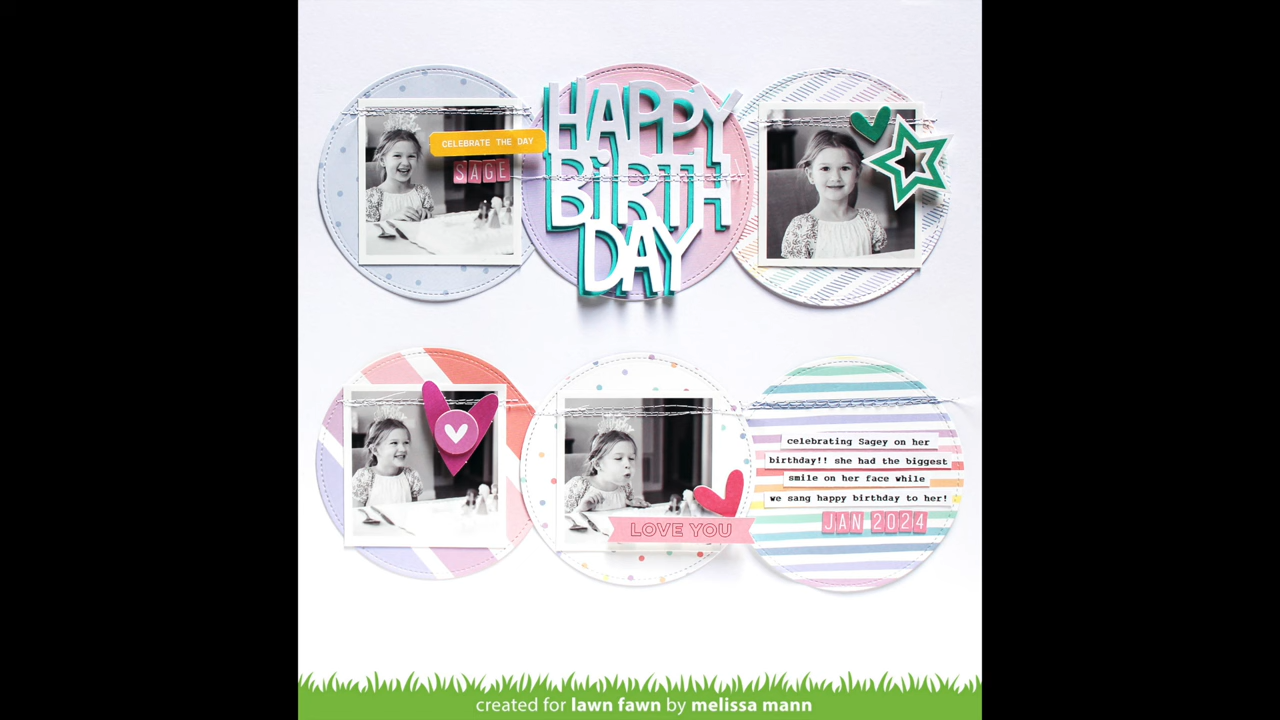 CELEBRATE THE DAY
SAGE
HAPPY
BiRTH
DAY
LOVE YOU
celebrating Sagey on her
birthday!! she had the biggest
smile on her face while
we sang happy birthday to her!
JAN 2024
created for lawn fawn by melissa mann